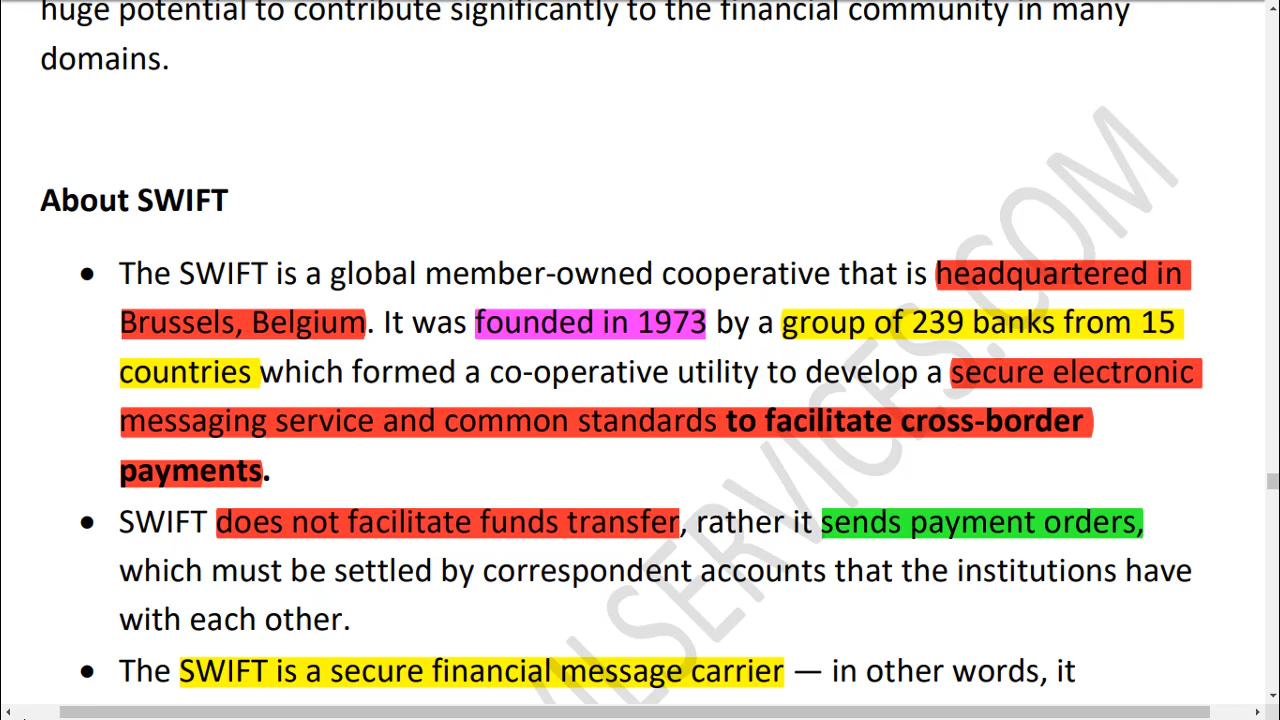 huge potential to contribute significantly to the financial community in many
domains.
About SWIFT
• The SWIFT is a global member-owned cooperative that is headquartered in
Brussels, Belgium. It was founded in 1973 by a group of 239 banks from 15
countries which formed a co-operative utility to develop a secure electronic
messaging service and common standards to facilitate cross-border
payments.
• SWIFT does not facilitate funds transfer, rather it sends payment orders,
which must be settled by correspondent accounts that the institutions have
with each other.
• The SWIFT is a secure financial message carrier — in other words, it
VILSERVICES.COM